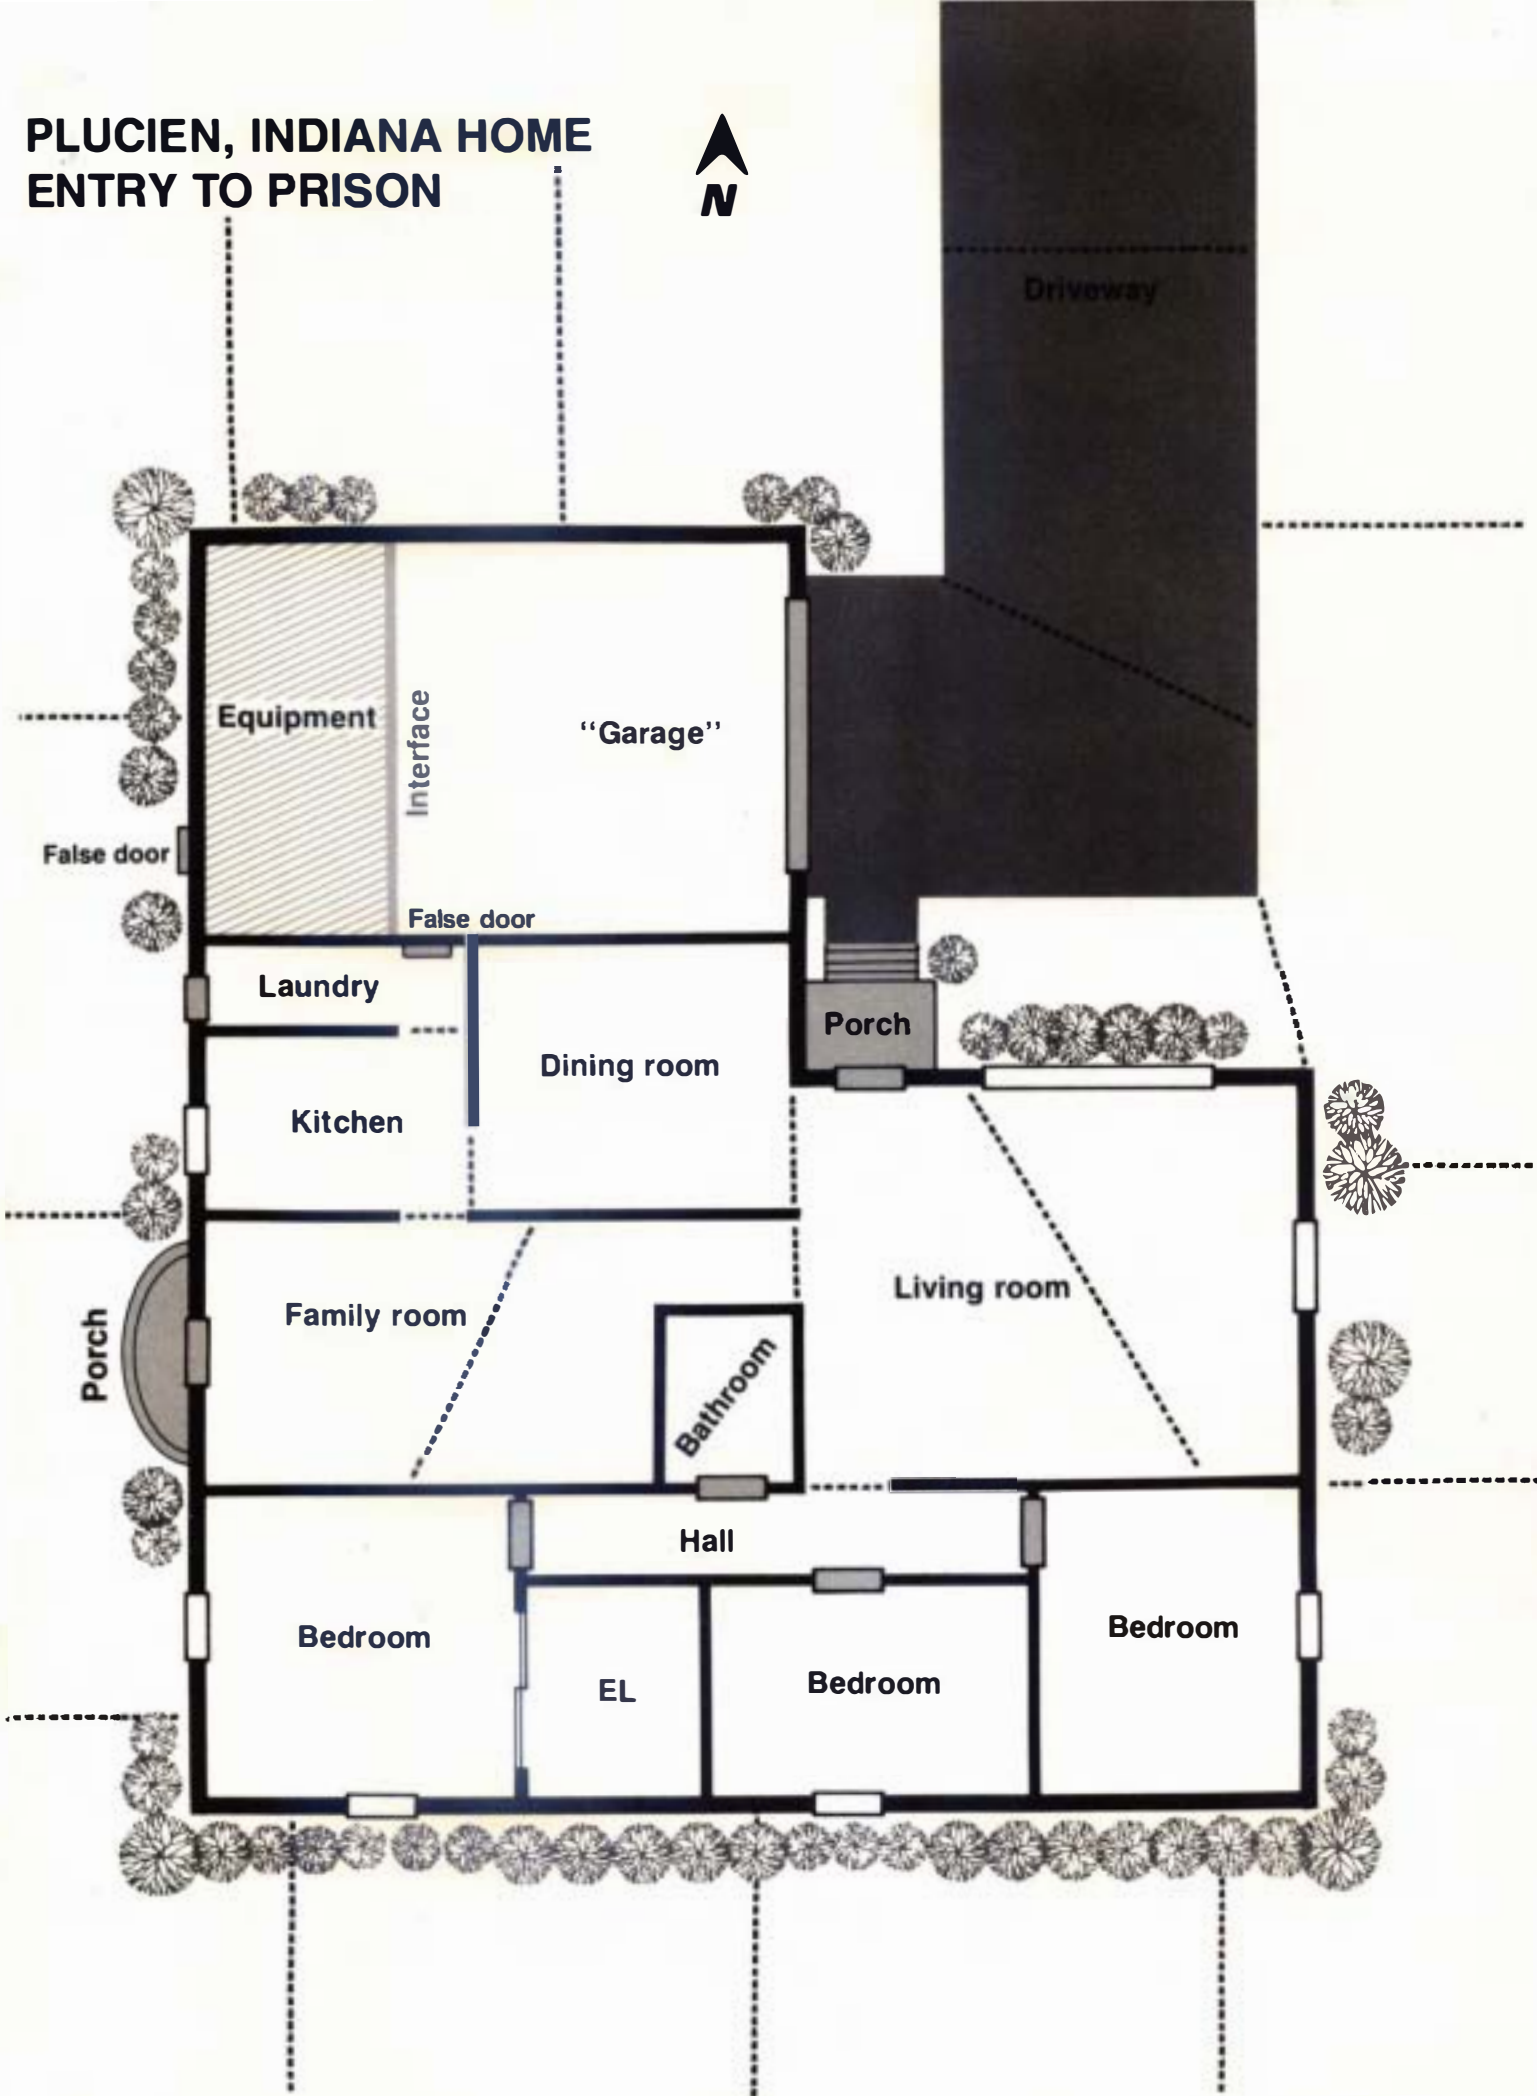 PLUCIEN, INDIANA HOME
ENTRY TO PRISON
N
Driveway
Equipment
Interface
“Garage”
False door
False door
Laundry
Porch
Dining room
Kitchen
Living room
Family room
Porch
Bathroom
Hall
Bedroom
Bedroom
Bedroom
EL